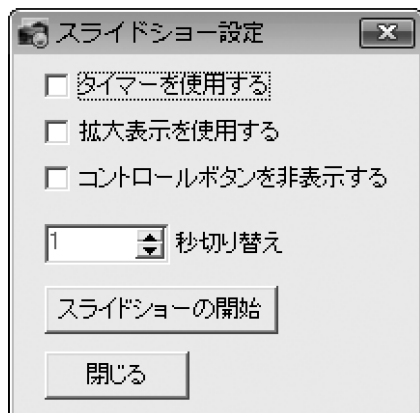 スライドショー設定
タイマーを使用する
拡大表示を使用する
コントロールボタンを非表示する
1 秒切り替え
スライドショーの開始
閉じる